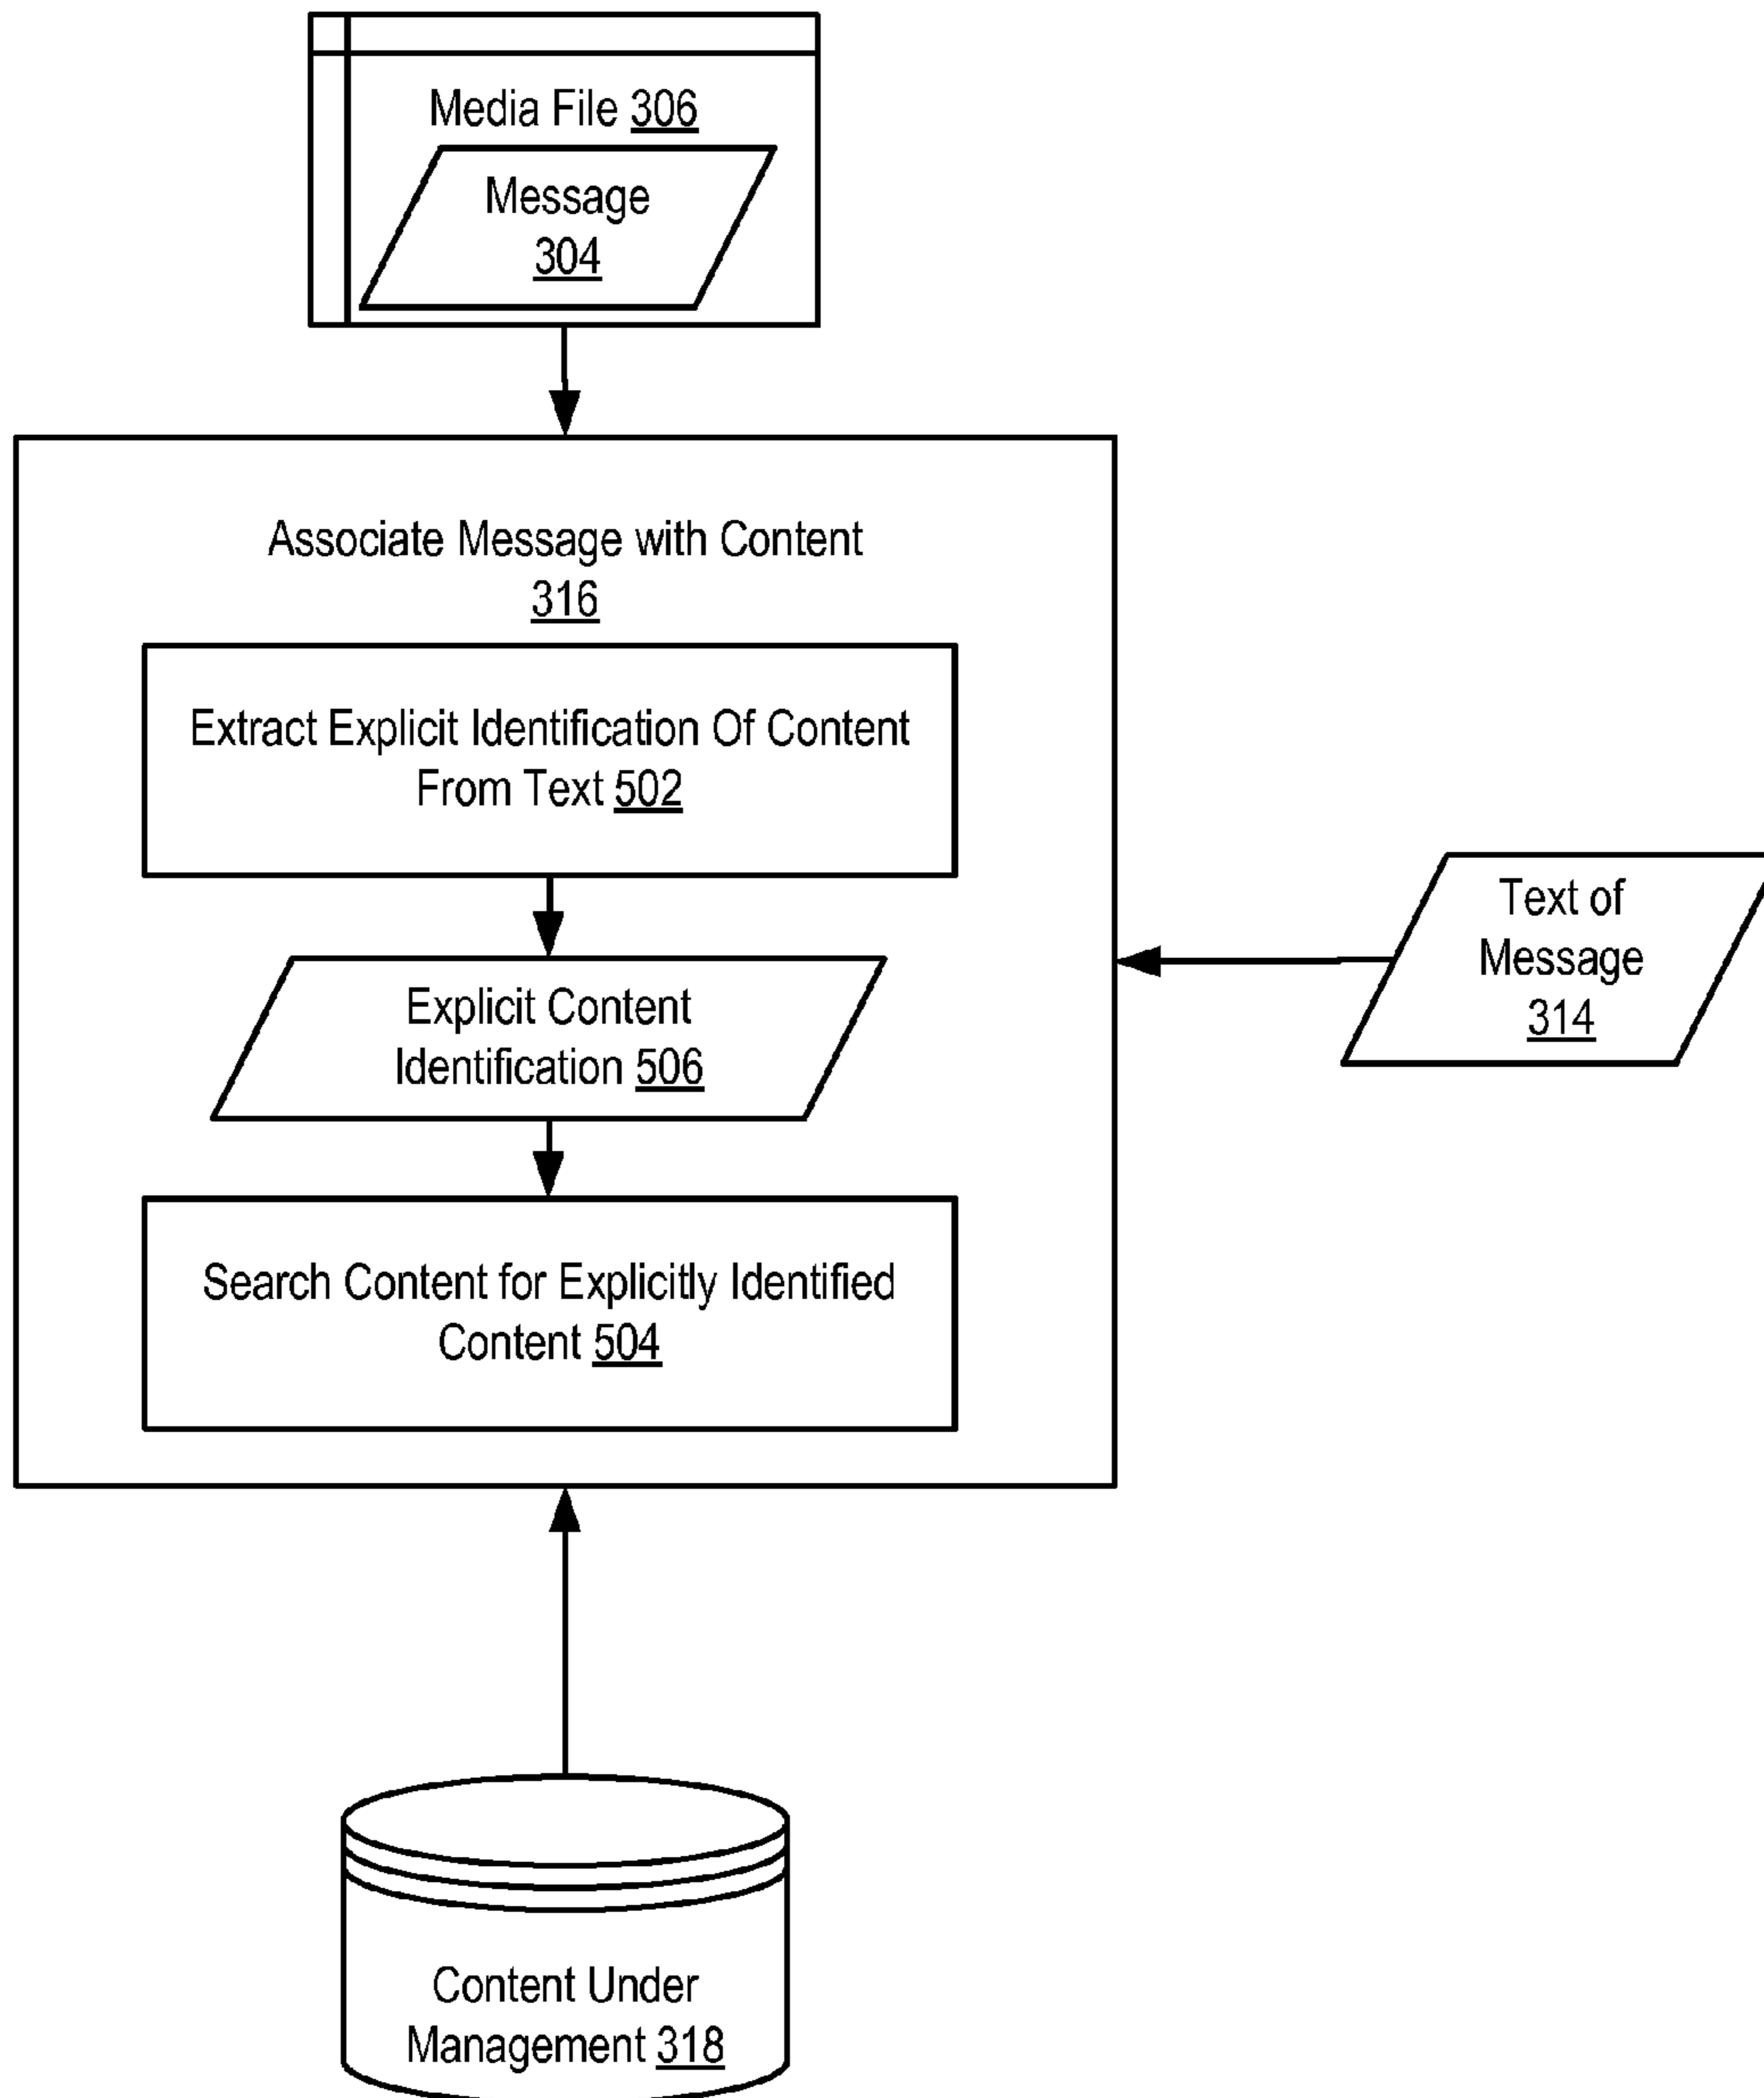 Media File 306
Message
304
Associate Message with Content
316
Extract Explicit Identification Of Content
From Text 502
Explicit Content
Identification 506
Search Content for Explicitly Identified
Content 504
Text of
Message
314
Content Under
Management 318